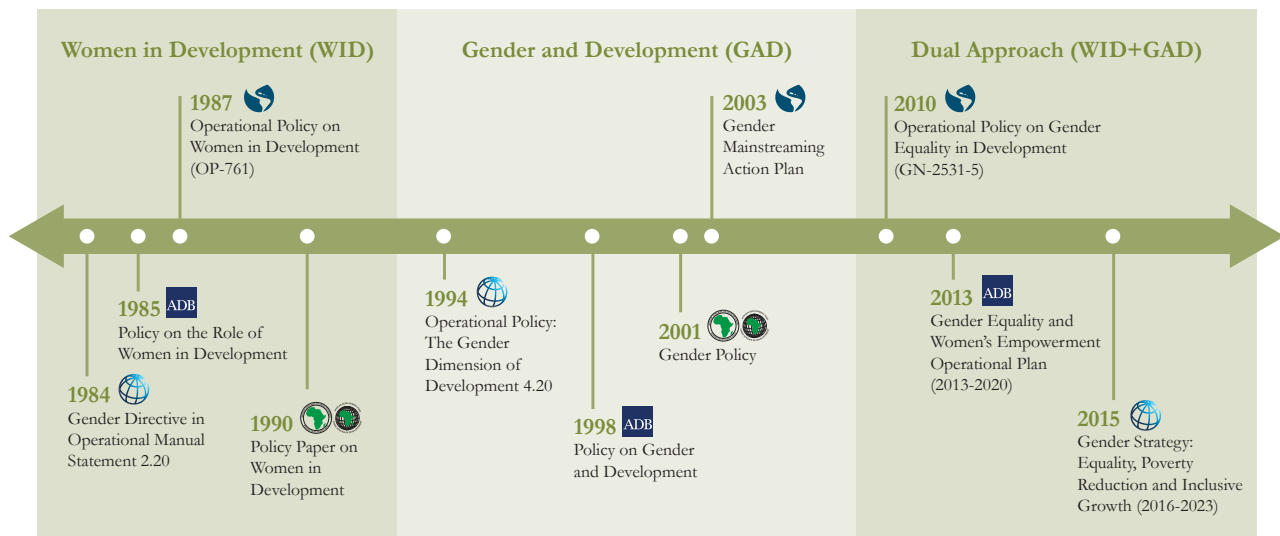 Women in Development (WID)
Gender and Development (GAD)
Dual Approach (WID+GAD)
1987
Operational Policy on
Women in Development
(OP-761)
2003
Gender
Mainstreaming
Action Plan
2010
Operational Policy on Gender
Equality in Development
(GN-2531-5)
1984
Gender Directive in
Operational Manual
Statement 2.20
1985 ADB
Policy on the Role of
Women in Development
1990
Policy Paper on
Women in
Development
1994
Operational Policy:
The Gender
Dimension of
Development 4.20
1998 ADB
Policy on Gender
and Development
2001
Gender Policy
2013 ADB
Gender Equality and
Women's Empowerment
Operational Plan
(2013-2020)
2015
Gender Strategy:
Equality, Poverty
Reduction and Inclusive
Growth (2016-2023)